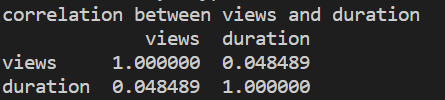 correlation between views and duration
             views  duration
views     1.000000  0.048489
duration  0.048489  1.000000